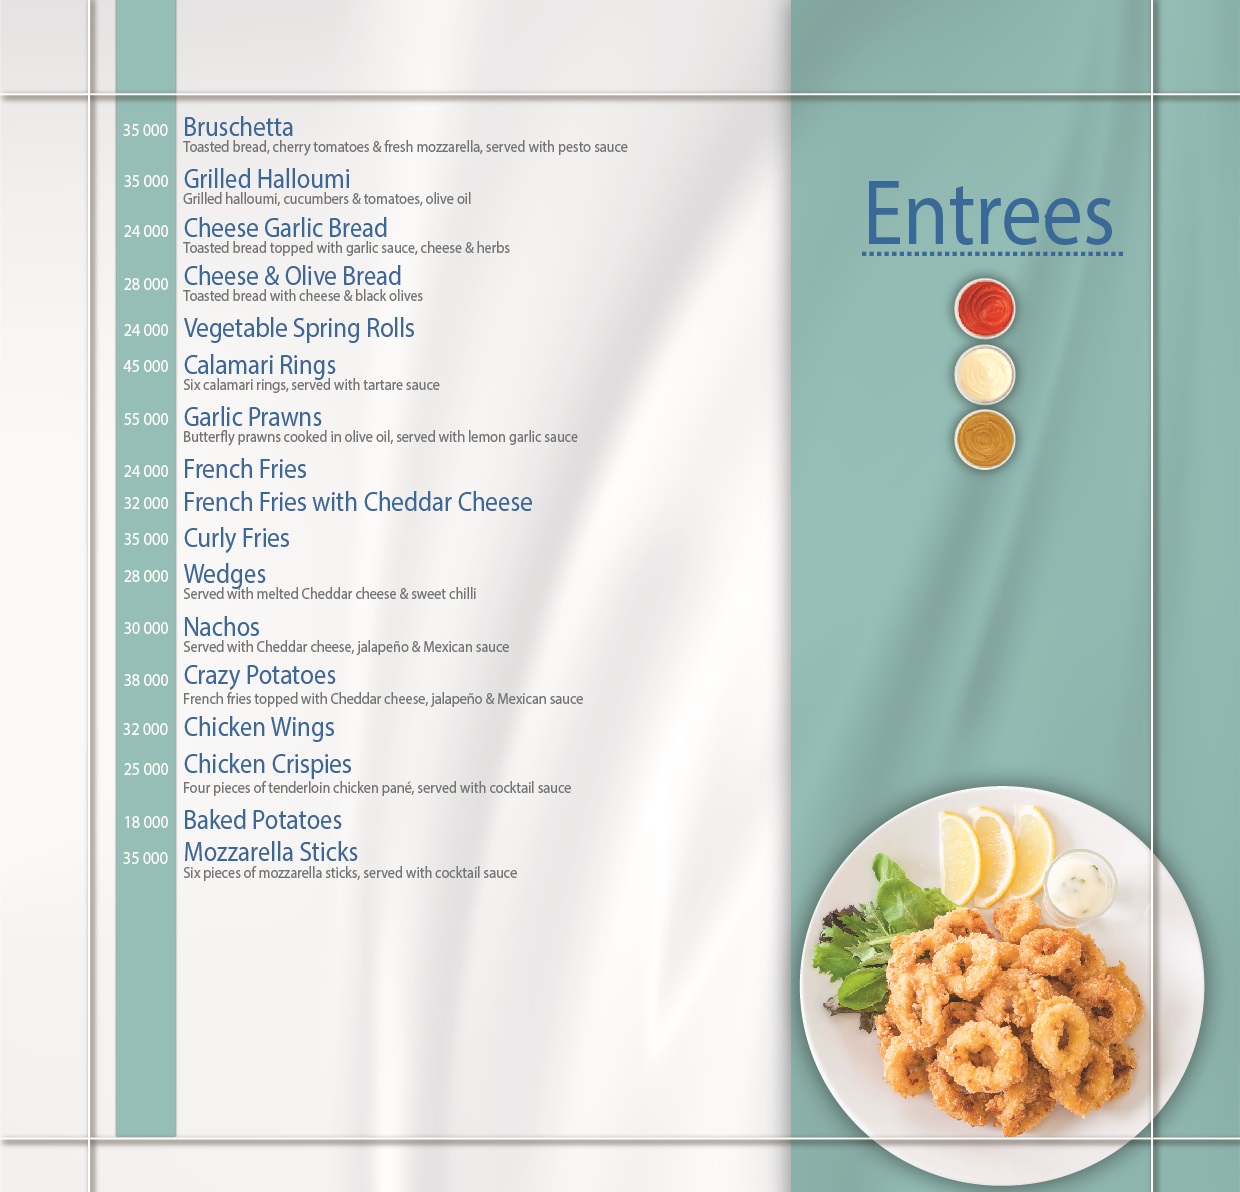 35 000 Bruschetta
Toasted bread, cherry tomatoes & fresh mozzarella, served with pesto sauce
35 000 Grilled Halloumi
Grilled halloumi, cucumbers & tomatoes, olive oil
24 000 Cheese Garlic Bread
Toasted bread topped with garlic sauce, cheese & herbs
28 000 Cheese & Olive Bread
Toasted bread with cheese & black olives
24 000 Vegetable Spring Rolls
45 000 Calamari Rings
Six calamari rings, served with tartare sauce
55 000 Garlic Prawns
Butterfly prawns cooked in olive oil, served with lemon garlic sauce
24 000 French Fries
32 000 French Fries with Cheddar Cheese
35 000 Curly Fries
28 000 Wedges
Served with melted Cheddar cheese & sweet chilli
30 000 Nachos
Served with Cheddar cheese, jalapeño & Mexican sauce
38 000 Crazy Potatoes
French fries topped with Cheddar cheese, jalapeño & Mexican sauce
32 000 Chicken Wings
25 000 Chicken Crispies
Four pieces of tenderloin chicken pané, served with cocktail sauce
18 000 Baked Potatoes
35 000 Mozzarella Sticks
Six pieces of mozzarella sticks, served with cocktail sauce
Entrees